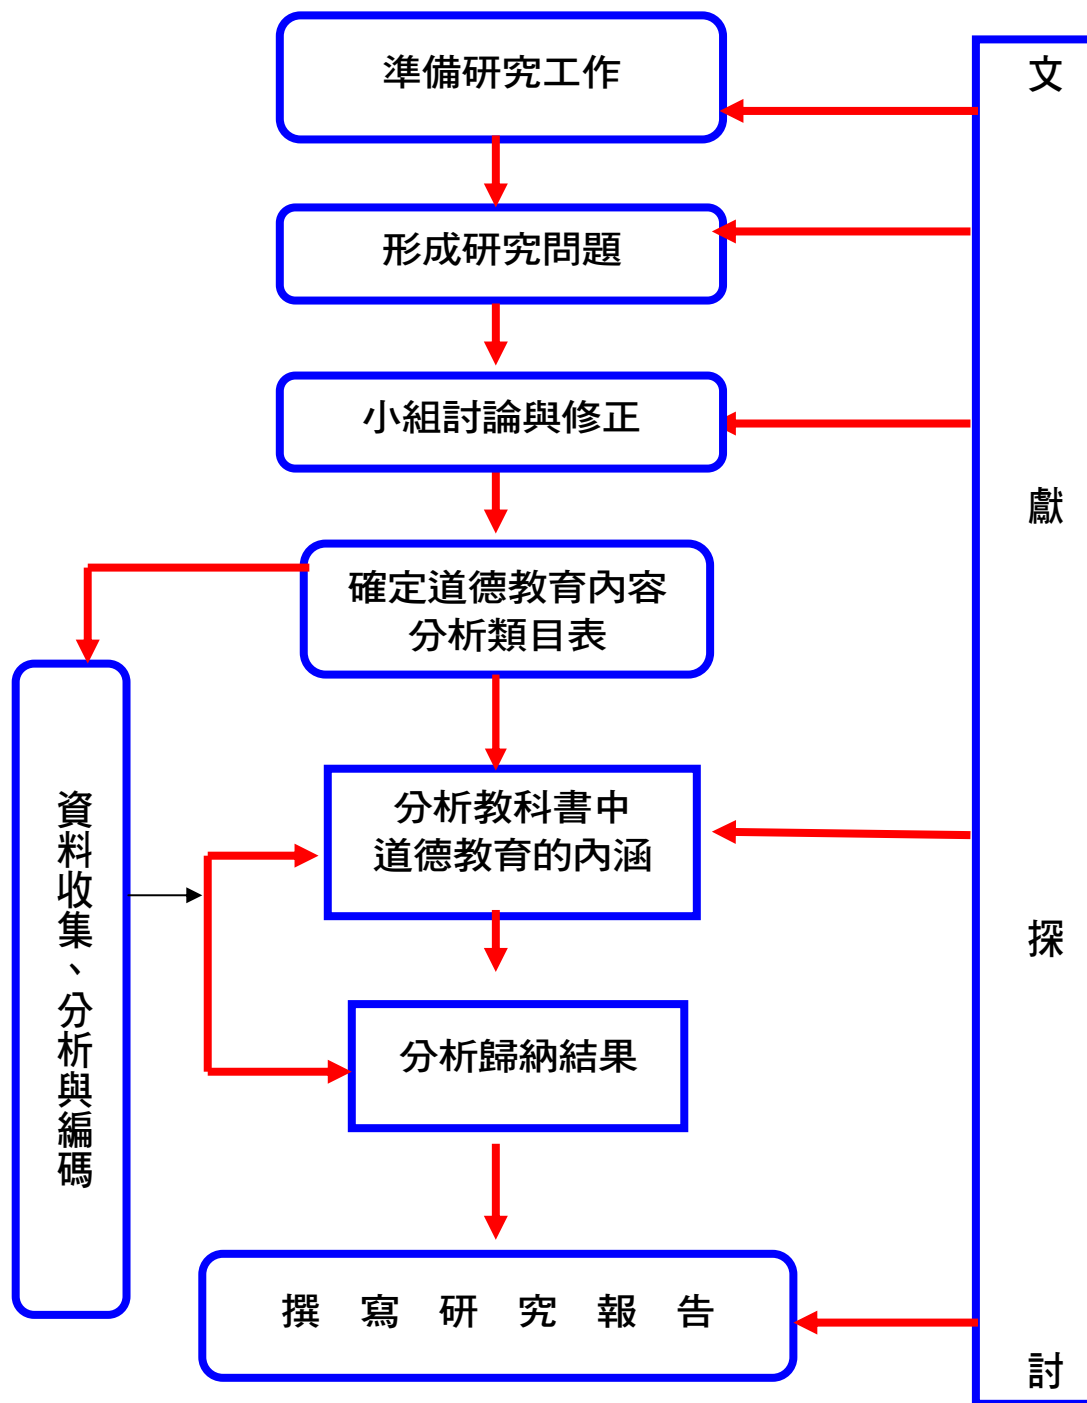 準備研究工作
形成研究問題
小組討論與修正
確定道德教育內容
分析類目表
分析教科書中
道德教育的內涵
分析歸納結果
撰寫研究報告
資料收集、分析與編碼
文獻探討